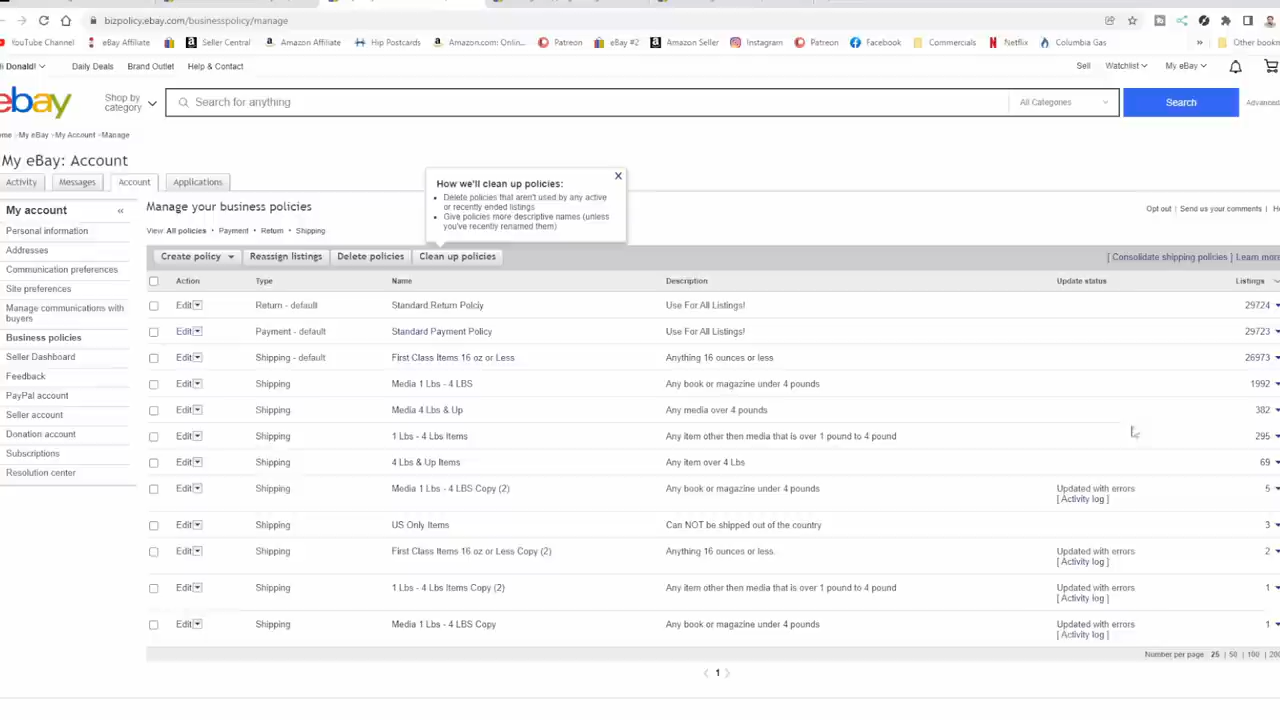 bizpolicy.ebay.com/businesspolicy/manage
YouTube Channel
eBay Affiliate
Seller Central
Amazon Affiliate
Hip Postcards
Amazon.com: Onlin...
Patreon
eBay #2
Amazon Seller
Instagram
Patreon
Facebook
Commercials
Netflix
Columbia Gas
Other bookm
i Donald!
Daily Deals
Brand Outlet
Help & Contact
Sell
Watchlist
My eBay
ebay
Shop by
category
Search for anything
All Categories
Search
Advanced
ome > My eBay > My Account > Manage
My eBay: Account
Activity
Messages
Account
Applications
How we'll clean up policies:
X
• Delete policies that aren't used by any active
or recently ended listings
• Give policies more descriptive names (unless
you've recently renamed them)
My account «
Personal information
Addresses
Communication preferences
Site preferences
Manage communications with
buyers
Business policies
Seller Dashboard
Feedback
PayPal account
Seller account
Donation account
Subscriptions
Resolution center
Manage your business policies
Opt out | Send us your comments | He
View All policies • Payment • Return • Shipping
Create policy
Reassign listings
Delete policies
Clean up policies
[ Consolidate shipping policies ] Learn more
Action Type Name Description Update status Listings
Edit Return - default Standard Return Polciy Use For All Listings! 29724
Edit Payment - default Standard Payment Policy Use For All Listings! 29723
Edit Shipping - default First Class Items 16 oz or Less Anything 16 ounces or less 26973
Edit Shipping Media 1 Lbs - 4 LBS Any book or magazine under 4 pounds 1992
Edit Shipping Media 4 Lbs & Up Any media over 4 pounds 382
Edit Shipping 1 Lbs - 4 Lbs Items Any item other then media that is over 1 pound to 4 pound 295
Edit Shipping 4 Lbs & Up Items Any item over 4 Lbs 69
Edit Shipping Media 1 Lbs - 4 LBS Copy (2) Any book or magazine under 4 pounds Updated with errors 5
[ Activity log ]
Edit Shipping US Only Items Can NOT be shipped out of the country 3
Edit Shipping First Class Items 16 oz or Less Copy (2) Anything 16 ounces or less. Updated with errors 2
[ Activity log ]
Edit Shipping 1 Lbs - 4 Lbs Items Copy (2) Any item other then media that is over 1 pound to 4 pound Updated with errors 1
[ Activity log ]
Edit Shipping Media 1 Lbs - 4 LBS Copy Any book or magazine under 4 pounds Updated with errors 1
[ Activity log ]
Number per page 25 | 50 | 100 | 200
< 1 >